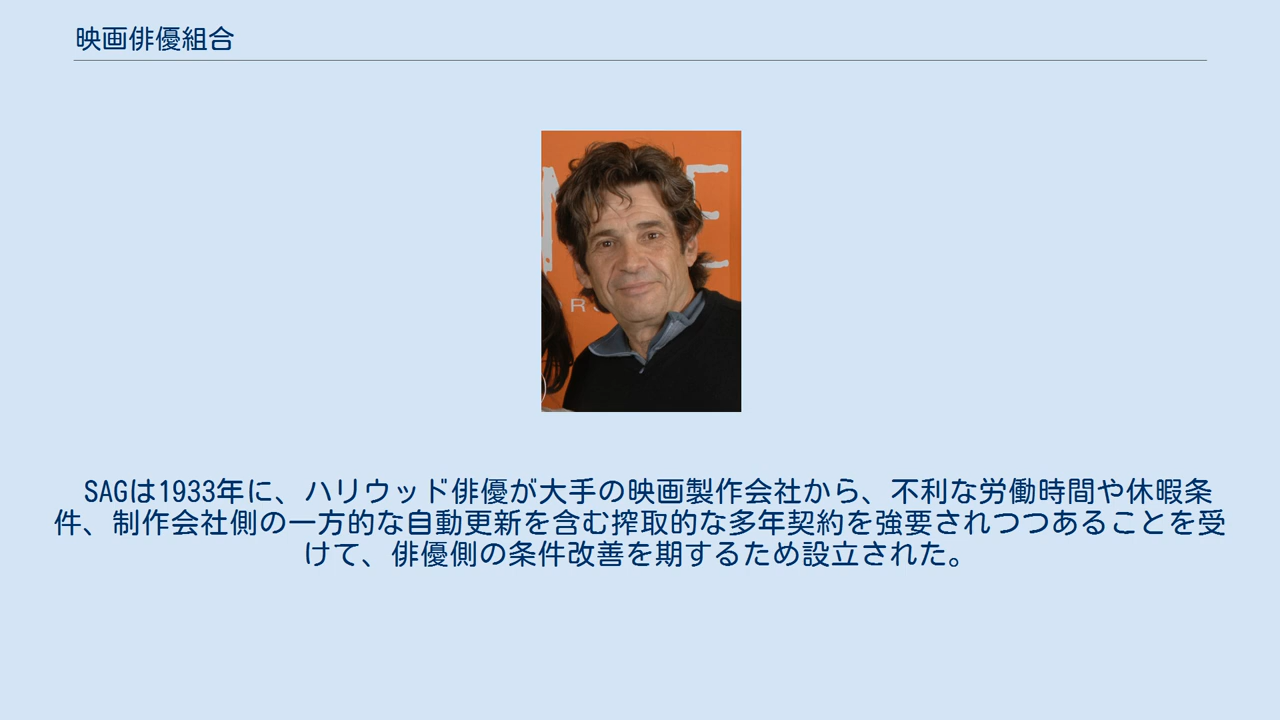 映画俳優組合
ME
ORS
SAGは1933年に、ハリウッド俳優が大手の映画製作会社から、不利な労働時間や休暇条
件、制作会社側の一方的な自動更新を含む搾取的な多年契約を強要されつつあることを受
けて、俳優側の条件改善を期するため設立された。